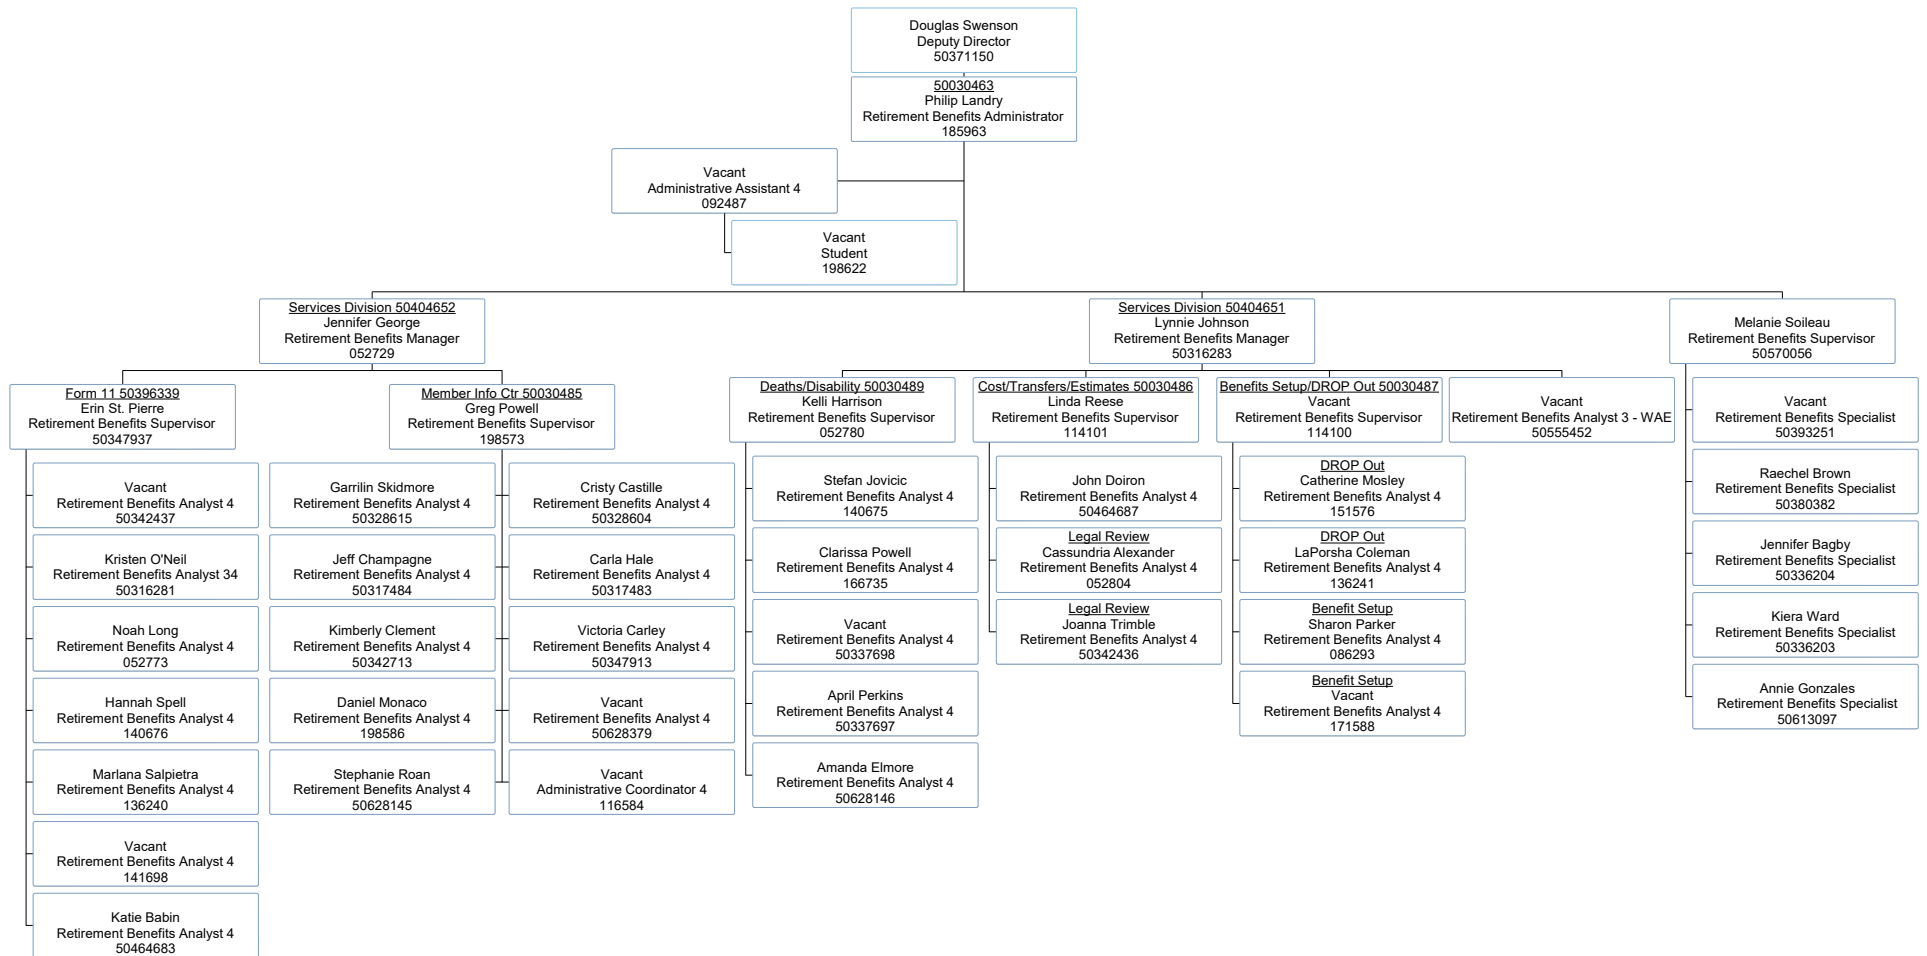 Douglas Swenson
Deputy Director
50371150
50030463
Philip Landry
Retirement Benefits Administrator
185963
Vacant
Administrative Assistant 4
092487
Vacant
Student
198622
Services Division 50404652
Jennifer George
Retirement Benefits Manager
052729
Services Division 50404651
Lynnie Johnson
Retirement Benefits Manager
50316283
Melanie Soileau
Retirement Benefits Supervisor
50570056
Form 11 50396339
Erin St. Pierre
Retirement Benefits Supervisor
50347937
Member Info Ctr 50030485
Greg Powell
Retirement Benefits Supervisor
198573
Deaths/Disability 50030489
Kelli Harrison
Retirement Benefits Supervisor
052780
Cost/Transfers/Estimates 50030486
Linda Reese
Retirement Benefits Supervisor
114101
Benefits Setup/DROP Out 50030487
Vacant
Retirement Benefits Supervisor
114100
Vacant
Retirement Benefits Analyst 3 - WAE
50555452
Vacant
Retirement Benefits Analyst 4
50342437
Kristen O'Neil
Retirement Benefits Analyst 34
50316281
Noah Long
Retirement Benefits Analyst 4
052773
Hannah Spell
Retirement Benefits Analyst 4
140676
Marlana Salpietra
Retirement Benefits Analyst 4
136240
Vacant
Retirement Benefits Analyst 4
141698
Katie Babin
Retirement Benefits Analyst 4
50464683
Garrilin Skidmore
Retirement Benefits Analyst 4
50328615
Jeff Champagne
Retirement Benefits Analyst 4
50317484
Kimberly Clement
Retirement Benefits Analyst 4
50342713
Daniel Monaco
Retirement Benefits Analyst 4
198586
Stephanie Roan
Retirement Benefits Analyst 4
50628145
Cristy Castille
Retirement Benefits Analyst 4
50328604
Carla Hale
Retirement Benefits Analyst 4
50317483
Victoria Carley
Retirement Benefits Analyst 4
50347913
Vacant
Retirement Benefits Analyst 4
50628379
Vacant
Administrative Coordinator 4
116584
Stefan Jovicic
Retirement Benefits Analyst 4
140675
Clarissa Powell
Retirement Benefits Analyst 4
166735
Vacant
Retirement Benefits Analyst 4
50337698
April Perkins
Retirement Benefits Analyst 4
50337697
Amanda Elmore
Retirement Benefits Analyst 4
50628146
John Doiron
Retirement Benefits Analyst 4
50464687
Legal Review
Cassundria Alexander
Retirement Benefits Analyst 4
052804
Legal Review
Joanna Trimble
Retirement Benefits Analyst 4
50342436
DROP Out
Catherine Mosley
Retirement Benefits Analyst 4
151576
DROP Out
LaPorsha Coleman
Retirement Benefits Analyst 4
136241
Benefit Setup
Sharon Parker
Retirement Benefits Analyst 4
086293
Benefit Setup
Vacant
Retirement Benefits Analyst 4
171588
Vacant
Retirement Benefits Specialist
50393251
Raechel Brown
Retirement Benefits Specialist
50380382
Jennifer Bagby
Retirement Benefits Specialist
50336204
Kiera Ward
Retirement Benefits Specialist
50336203
Annie Gonzales
Retirement Benefits Specialist
50613097